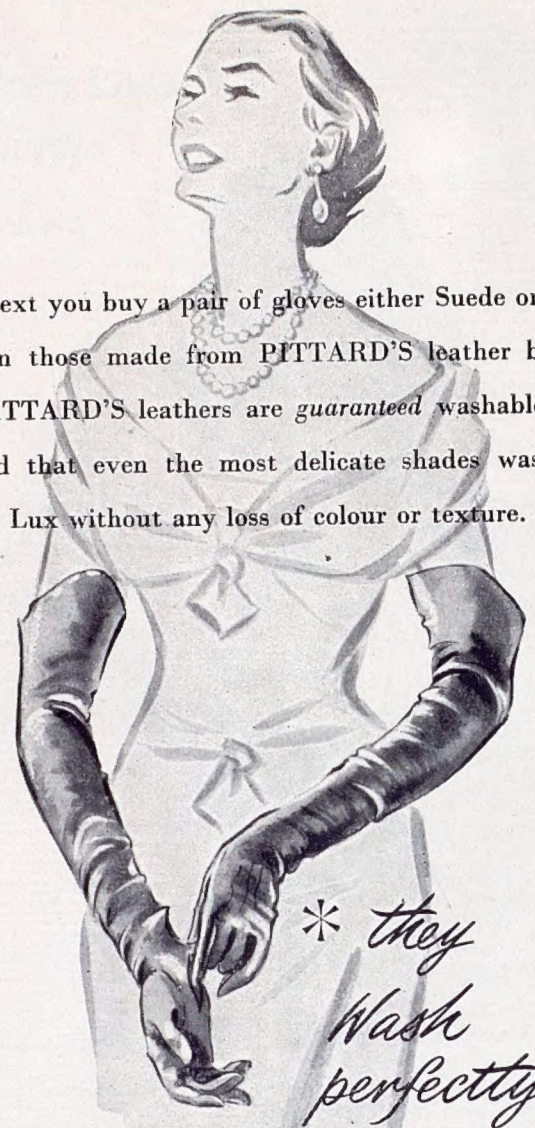 ext you buy a pair of gloves either Suede or
n those made from PITTARD'S leather b
TTARD'S leathers are guaranteed washable
d that even the most delicate shades was
Lux without any loss of colour or texture.
* they
Wash
perfectly